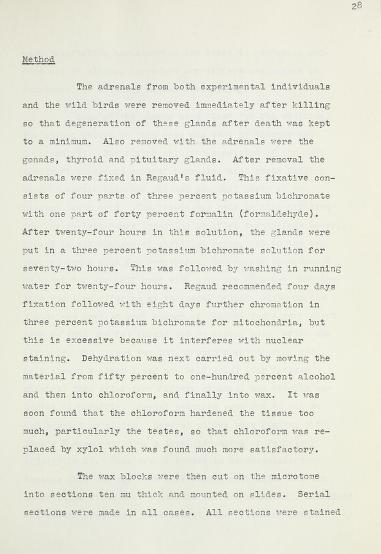 28
Method
The adrenals from both experimental individuals
and the wild birds were removed immediately after killing
so that degeneration of these glands after death was kept
to a minimum. Also removed with the adrenals were the
gonads, thyroid and pituitary glands. After removal the
adrenals were fixed in Regaud's fluid. This fixative con-
sists of four parts of three percent potassium bichromate
with one part of forty percent formalin (formaldehyde).
After twenty-four hours in this solution, the glands were
put in a three percent potassium bichromate solution for
seventy-two hours. This was followed by washing in running
water for twenty-four hours. Regaud recommended four days
fixation followed with eight days further chromation in
three percent potassium bichromate for mitochondria, but
this is excessive because it interferes with nuclear
staining. Dehydration was next carried out by moving the
material from fifty percent to one-hundred percent alcohol
and then into chloroform, and finally into wax. It was
soon found that the chloroform hardened the tissue too
much, particularly the testes, so that chloroform was re-
placed by xylol which was found much more satisfactory.
The wax blocks were then cut on the microtome
into sections ten mu thick and mounted on slides. Serial
sections were made in all cases. All sections were stained